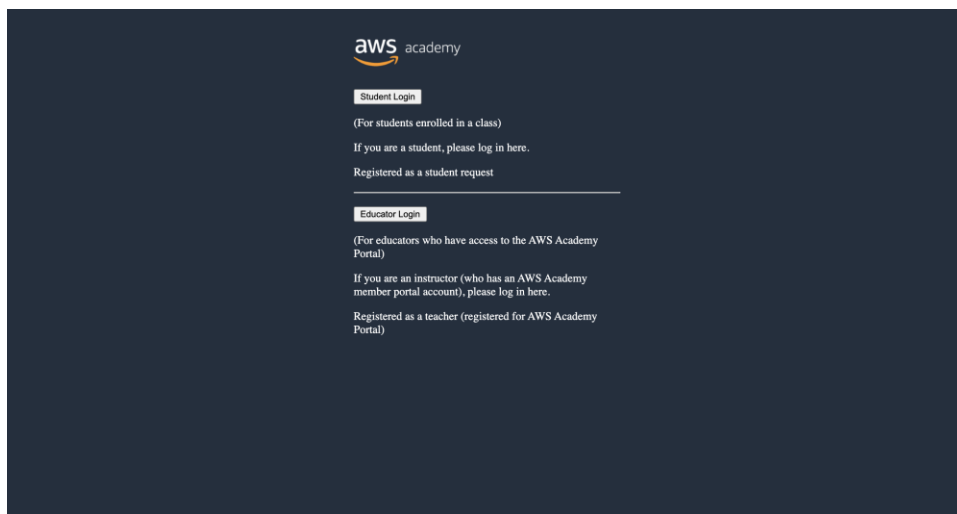 aws academy
Student Login
(For students enrolled in a class)
If you are a student, please log in here.
Registered as a student request
Educator Login
(For educators who have access to the AWS Academy
Portal)
If you are an instructor (who has an AWS Academy
member portal account), please log in here.
Registered as a teacher (registered for AWS Academy
Portal)